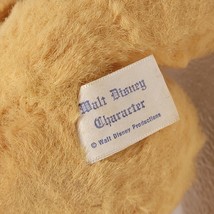 Walt Disney
Character
© Walt Disney Productions